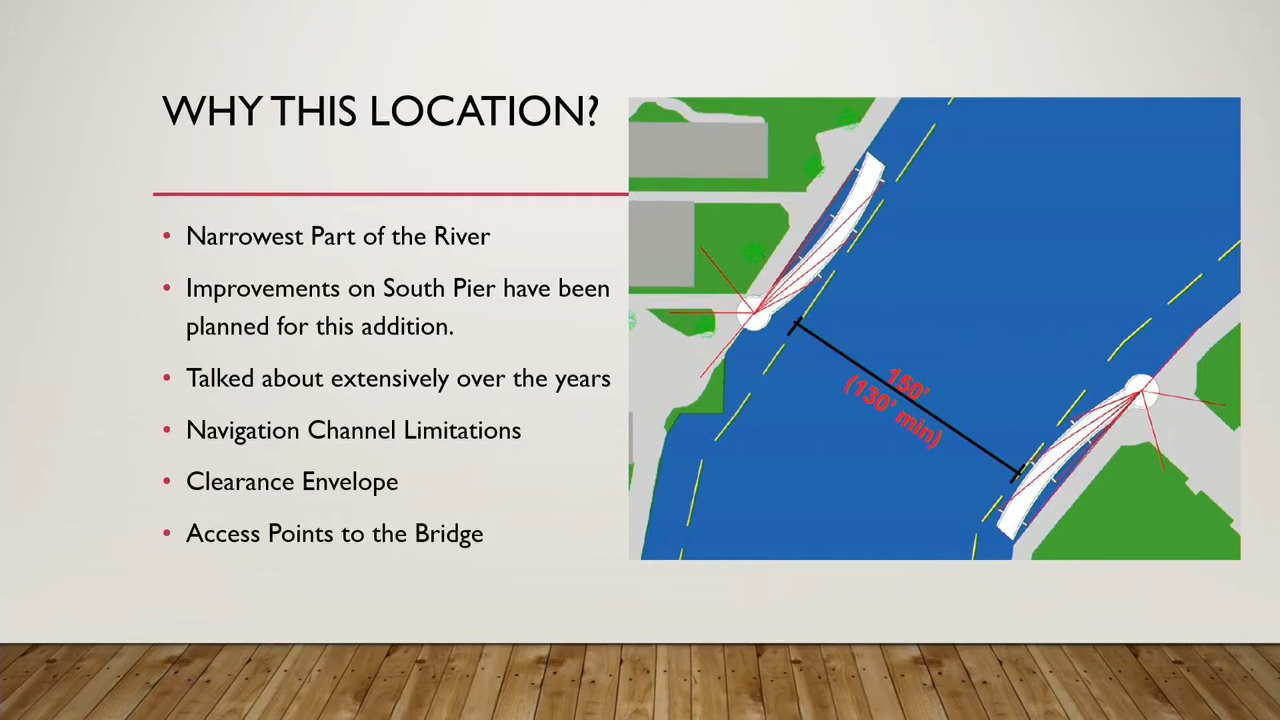 WHY THIS LOCATION?
• Narrowest Part of the River
• Improvements on South Pier have been
planned for this addition.
• Talked about extensively over the years
• Navigation Channel Limitations
• Clearance Envelope
• Access Points to the Bridge
150'
(130' min)